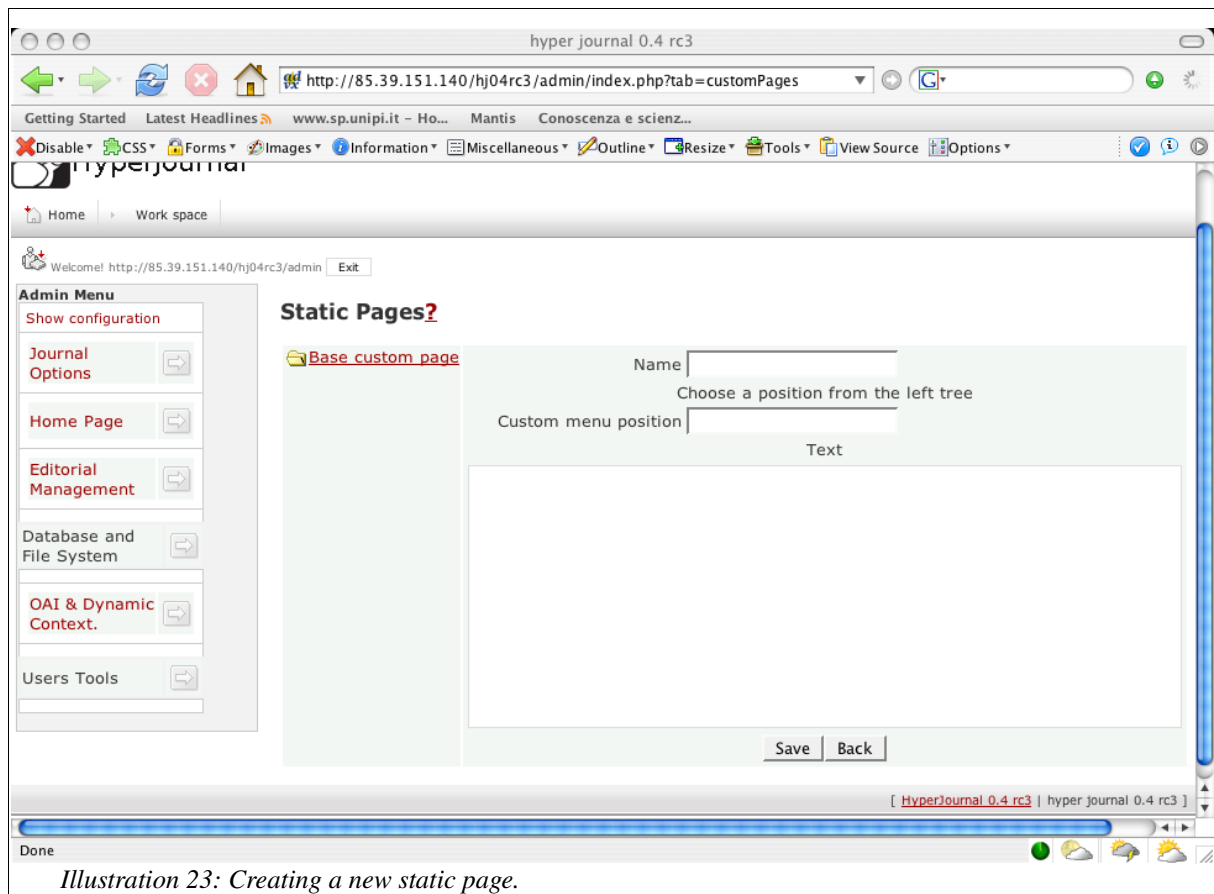 hyper journal 0.4 rc3
http://85.39.151.140/hj04rc3/admin/index.php?tab=customPages
G
Getting Started Latest Headlines www.sp.unipi.it – Ho... Mantis Conoscenza e scienz...
Disable CSS Forms Images Information Miscellaneous Outline Resize Tools View Source Options
Hyperjournal
Home Work space
Welcome! http://85.39.151.140/hj04rc3/admin Exit
Admin Menu
Show configuration
Journal
Options
Home Page
Editorial
Management
Database and
File System
OAI & Dynamic
Context.
Users Tools
Static Pages?
Base custom page
Name
Choose a position from the left tree
Custom menu position
Text
Save Back
[ HyperJournal 0.4 rc3 | hyper journal 0.4 rc3 ]
Done
Illustration 23: Creating a new static page.